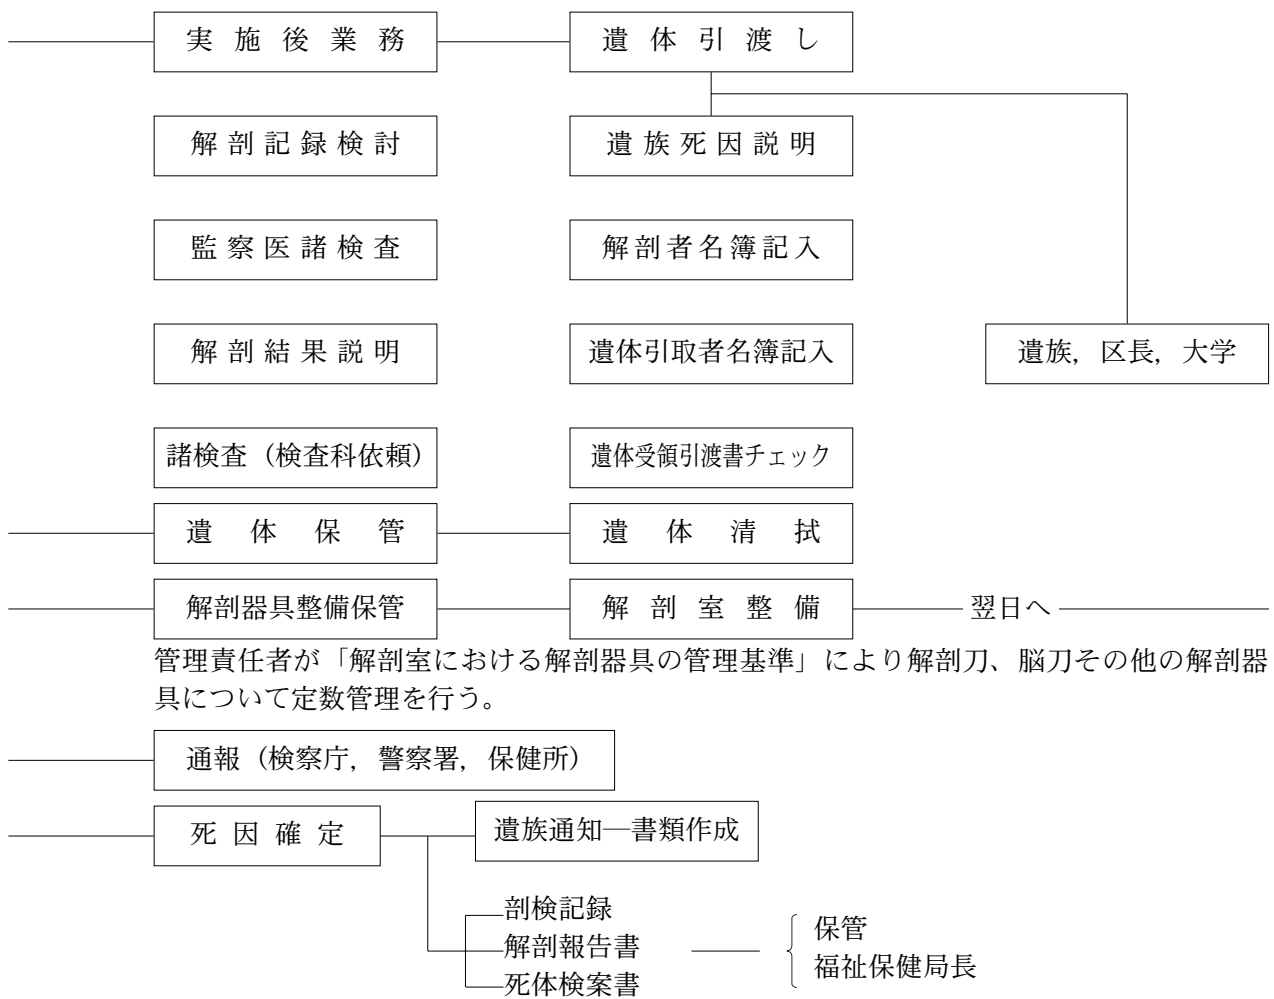 実施後業務 遺体引渡し
解剖記録検討 遺族死因説明
監察医諸検査 解剖者名簿記入
解剖結果説明 遺体引取者名簿記入 遺族，区長，大学
諸検査（検査科依頼） 遺体受領引渡書チェック
遺体保管 遺体清拭
解剖器具整備保管 解剖室整備 翌日へ
管理責任者が「解剖室における解剖器具の管理基準」により解剖刀、脳刀その他の解剖器
具について定数管理を行う。
通報（検察庁，警察署，保健所）
死因確定 遺族通知―書類作成
剖検記録
解剖報告書
死体検案書
保管
福祉保健局長